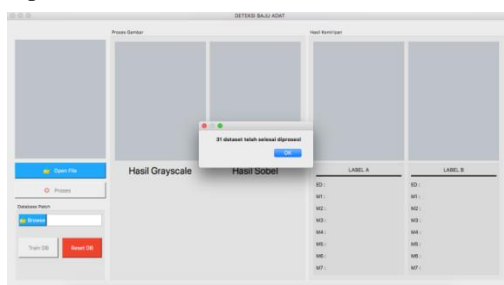 DETEKSI BAJU ADAT
Proses Gambar
Hasil Kemiripan
31 dataset telah selesai diproses!
OK
Open File
Proses
Database Patch
Browse
Train DB
Reset DB
Hasil Grayscale
Hasil Sobel
LABEL A
ED :
M1 :
M2 :
M3 :
M4 :
M5 :
M6 :
M7 :
LABEL B
ED :
M1 :
M2 :
M3 :
M4 :
M5 :
M6 :
M7 :